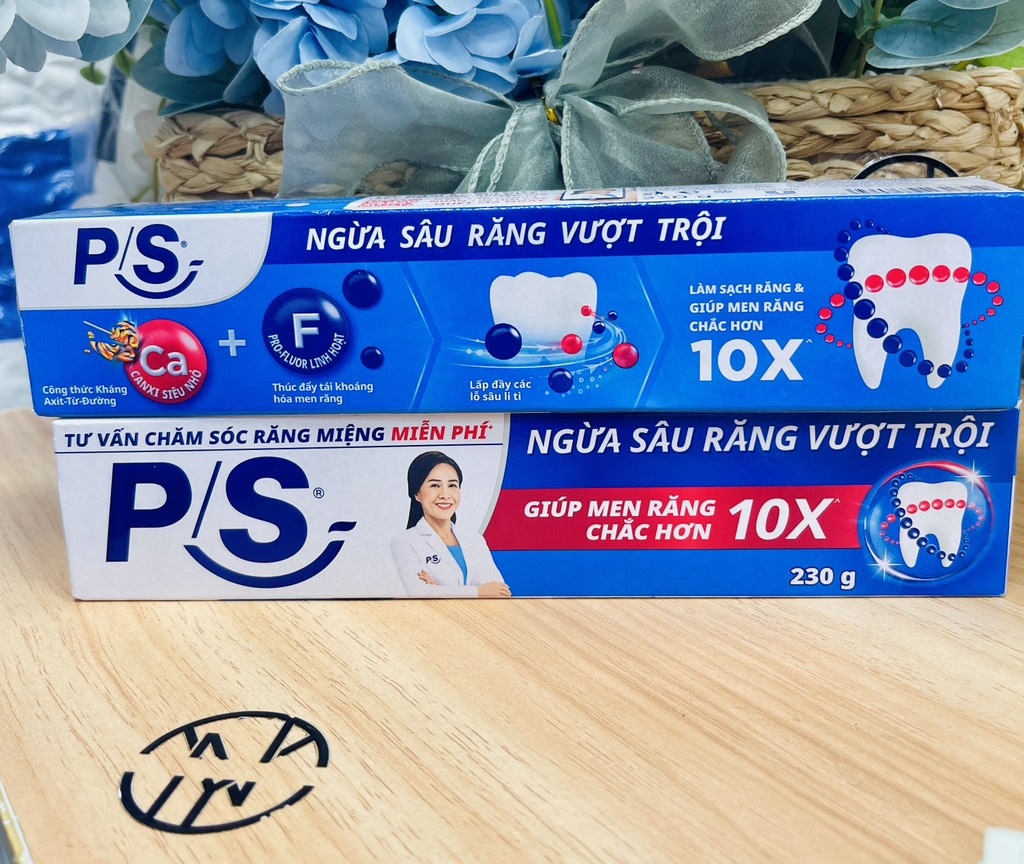 P/S®
NGỪA SÂU RĂNG VƯỢT TRỘI
Ca
CANXI SIÊU NHỎ
Công thức Kháng
Axit-Từ-Đường
+
F
PRO-FLUOR LINH HOẠT
Thúc đẩy tái khoáng
hóa men răng
Lấp đầy các
lỗ sâu li ti
LÀM SẠCH RĂNG &
GIÚP MEN RĂNG
CHẮC HƠN
10X^
TƯ VẤN CHĂM SÓC RĂNG MIỆNG MIỄN PHÍ+
P/S®
P/S
NGỪA SÂU RĂNG VƯỢT TRỘI
GIÚP MEN RĂNG
CHẮC HƠN 10X^
230 g